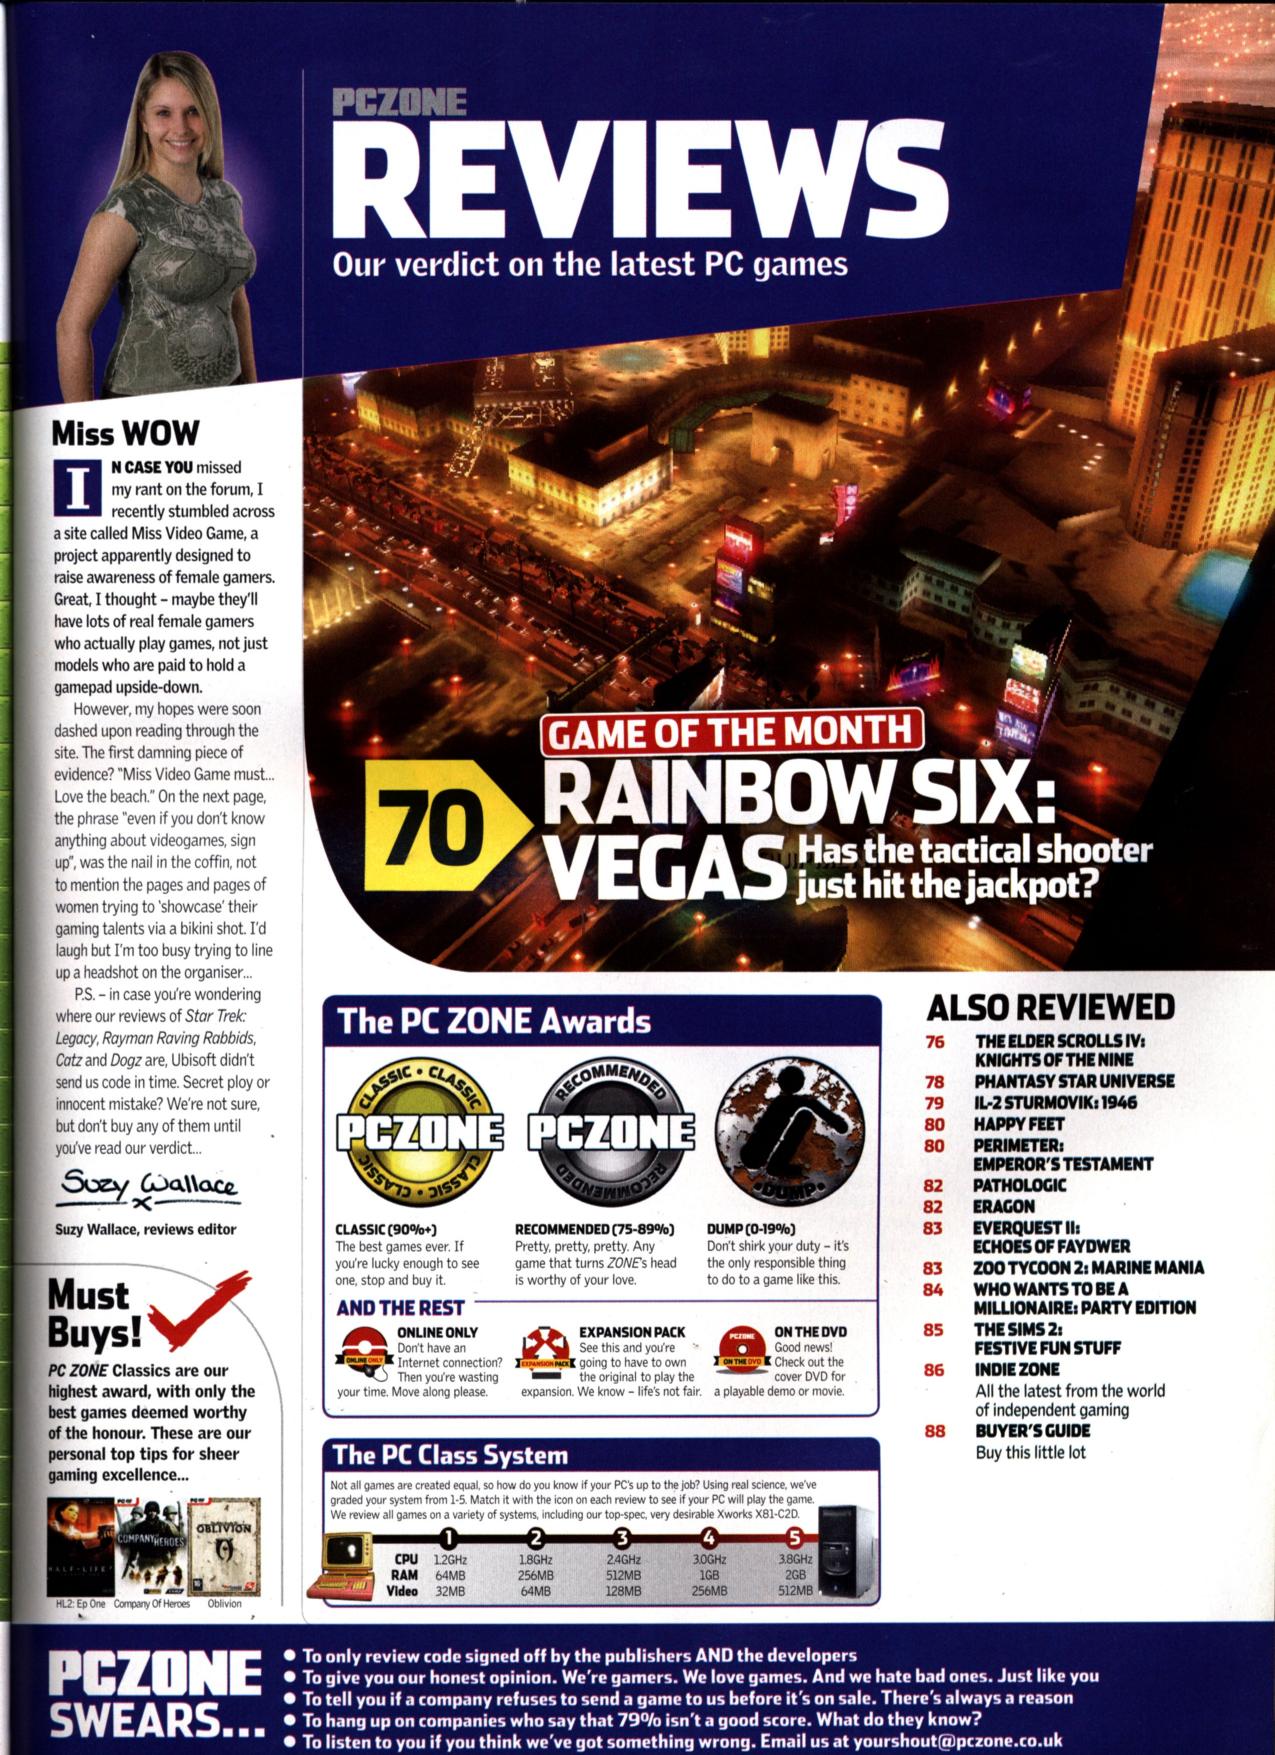 PCZONE
REVIEWS
Our verdict on the latest PC games
Miss WOW
IN CASE YOU missed
my rant on the forum, I
recently stumbled across
a site called Miss Video Game, a
project apparently designed to
raise awareness of female gamers.
Great, I thought – maybe they'll
have lots of real female gamers
who actually play games, not just
models who are paid to hold a
gamepad upside-down.
However, my hopes were soon
dashed upon reading through the
site. The first damning piece of
evidence? "Miss Video Game must...
Love the beach." On the next page,
the phrase "even if you don't know
anything about videogames, sign
up", was the nail in the coffin, not
to mention the pages and pages of
women trying to 'showcase' their
gaming talents via a bikini shot. I'd
laugh but I'm too busy trying to line
up a headshot on the organiser...
P.S. – in case you're wondering
where our reviews of Star Trek:
Legacy, Rayman Raving Rabbids,
Catz and Dogz are, Ubisoft didn't
send us code in time. Secret ploy or
innocent mistake? We're not sure,
but don't buy any of them until
you've read our verdict...
Suzy Wallace
x
Suzy Wallace, reviews editor
Must
Buys!
PC ZONE Classics are our
highest award, with only the
best games deemed worthy
of the honour. These are our
personal top tips for sheer
gaming excellence...
HALF-LIFE
COMPANY HEROES
OBLIVION
HL2: Ep One Company Of Heroes Oblivion
GAME OF THE MONTH
70
RAINBOW SIX:
VEGAS Has the tactical shooter
just hit the jackpot?
The PC ZONE Awards
CLASSIC • CLASSIC
PCZONE
CLASSIC • CLASSIC
RECOMMENDED
PCZONE
RECOMMENDED
•DUMP•
CLASSIC (90%+)
The best games ever. If
you're lucky enough to see
one, stop and buy it.
RECOMMENDED (75-89%)
Pretty, pretty, pretty. Any
game that turns ZONE's head
is worthy of your love.
DUMP (0-19%)
Don't shirk your duty – it's
the only responsible thing
to do to a game like this.
AND THE REST
ONLINE ONLY
ONLINE ONLY
Don't have an
Internet connection?
Then you're wasting
your time. Move along please.
EXPANSION PACK
EXPANSION PACK
See this and you're
going to have to own
the original to play the
expansion. We know – life's not fair.
PCZONE
ON THE DVD
ON THE DVD
Good news!
Check out the
cover DVD for
a playable demo or movie.
The PC Class System
Not all games are created equal, so how do you know if your PC's up to the job? Using real science, we've
graded your system from 1-5. Match it with the icon on each review to see if your PC will play the game.
We review all games on a variety of systems, including our top-spec, very desirable Xworks X81-C2D.
1 2 3 4 5
CPU 1.2GHz 1.8GHz 2.4GHz 3.0GHz 3.8GHz
RAM 64MB 256MB 512MB 1GB 2GB
Video 32MB 64MB 128MB 256MB 512MB
ALSO REVIEWED
76 THE ELDER SCROLLS IV:
KNIGHTS OF THE NINE
78 PHANTASY STAR UNIVERSE
79 IL-2 STURMOVIK: 1946
80 HAPPY FEET
80 PERIMETER:
EMPEROR'S TESTAMENT
82 PATHOLOGIC
82 ERAGON
83 EVERQUEST II:
ECHOES OF FAYDWER
83 ZOO TYCOON 2: MARINE MANIA
84 WHO WANTS TO BE A
MILLIONAIRE: PARTY EDITION
85 THE SIMS 2:
FESTIVE FUN STUFF
86 INDIE ZONE
All the latest from the world
of independent gaming
88 BUYER'S GUIDE
Buy this little lot
PCZONE
SWEARS...
● To only review code signed off by the publishers AND the developers
● To give you our honest opinion. We're gamers. We love games. And we hate bad ones. Just like you
● To tell you if a company refuses to send a game to us before it's on sale. There's always a reason
● To hang up on companies who say that 79% isn't a good score. What do they know?
● To listen to you if you think we've got something wrong. Email us at yourshout@pczone.co.uk